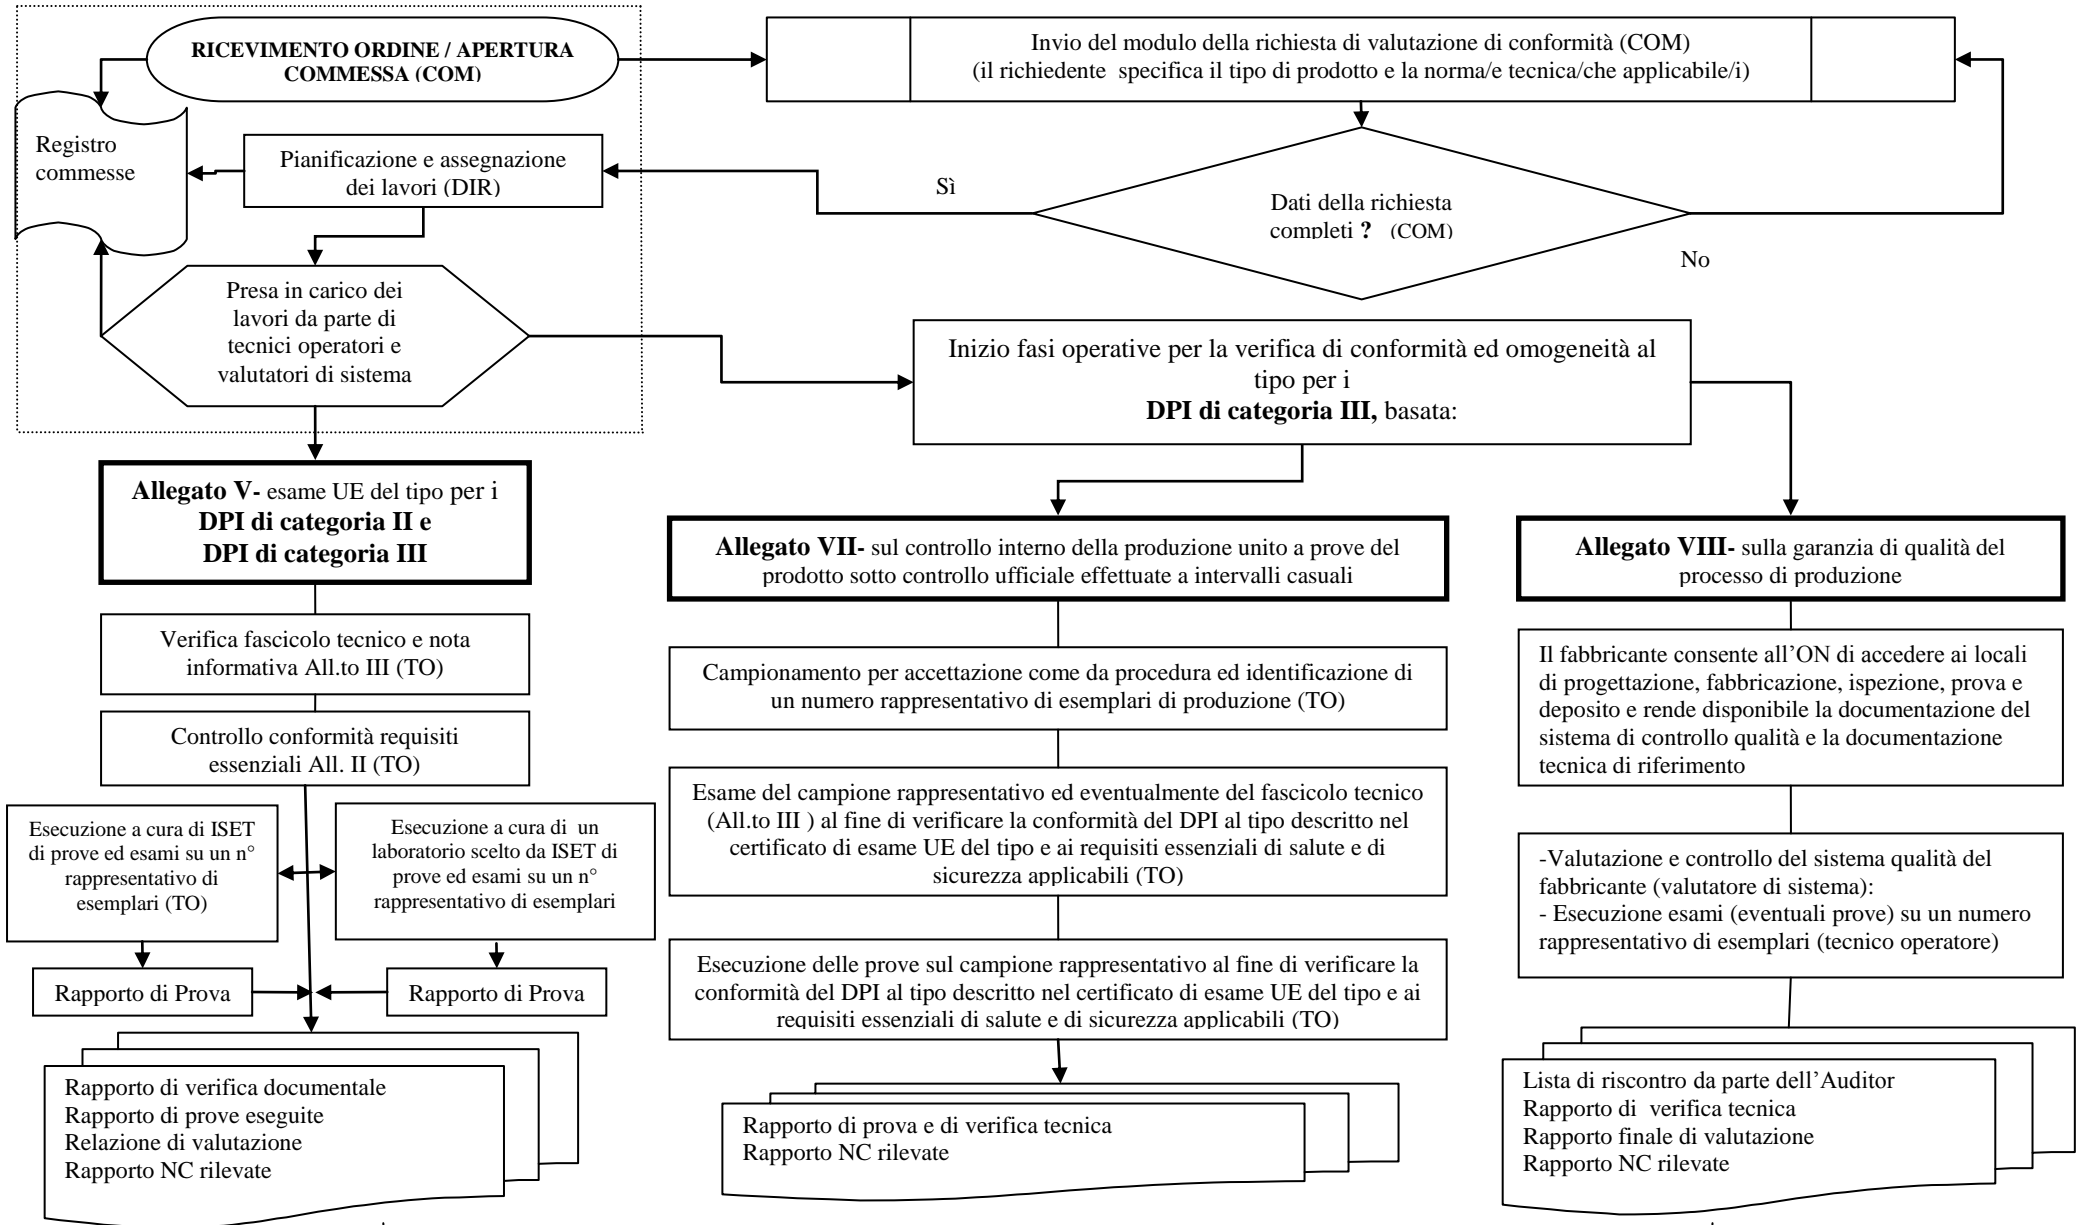 RICEVIMENTO ORDINE / APERTURA
COMMESSA (COM)
Invio del modulo della richiesta di valutazione di conformità (COM)
(il richiedente specifica il tipo di prodotto e la norma/e tecnica/che applicabile/i)
Registro
commesse
Pianificazione e assegnazione
dei lavori (DIR)
Sì
Dati della richiesta
completi ? (COM)
No
Presa in carico dei
lavori da parte di
tecnici operatori e
valutatori di sistema
Inizio fasi operative per la verifica di conformità ed omogeneità al
tipo per i
DPI di categoria III, basata:
Allegato V- esame UE del tipo per i
DPI di categoria II e
DPI di categoria III
Allegato VII- sul controllo interno della produzione unito a prove del
prodotto sotto controllo ufficiale effettuate a intervalli casuali
Allegato VIII- sulla garanzia di qualità del
processo di produzione
Verifica fascicolo tecnico e nota
informativa All.to III (TO)
Controllo conformità requisiti
essenziali All. II (TO)
Esecuzione a cura di ISET
di prove ed esami su un n°
rappresentativo di
esemplari (TO)
Esecuzione a cura di un
laboratorio scelto da ISET di
prove ed esami su un n°
rappresentativo di esemplari
Rapporto di Prova
Rapporto di Prova
Rapporto di verifica documentale
Rapporto di prove eseguite
Relazione di valutazione
Rapporto NC rilevate
Campionamento per accettazione come da procedura ed identificazione di
un numero rappresentativo di esemplari di produzione (TO)
Esame del campione rappresentativo ed eventualmente del fascicolo tecnico
(All.to III ) al fine di verificare la conformità del DPI al tipo descritto nel
certificato di esame UE del tipo e ai requisiti essenziali di salute e di
sicurezza applicabili (TO)
Esecuzione delle prove sul campione rappresentativo al fine di verificare la
conformità del DPI al tipo descritto nel certificato di esame UE del tipo e ai
requisiti essenziali di salute e di sicurezza applicabili (TO)
Rapporto di prova e di verifica tecnica
Rapporto NC rilevate
Il fabbricante consente all’ON di accedere ai locali
di progettazione, fabbricazione, ispezione, prova e
deposito e rende disponibile la documentazione del
sistema di controllo qualità e la documentazione
tecnica di riferimento
-Valutazione e controllo del sistema qualità del
fabbricante (valutatore di sistema):
- Esecuzione esami (eventuali prove) su un numero
rappresentativo di esemplari (tecnico operatore)
Lista di riscontro da parte dell’Auditor
Rapporto di verifica tecnica
Rapporto finale di valutazione
Rapporto NC rilevate